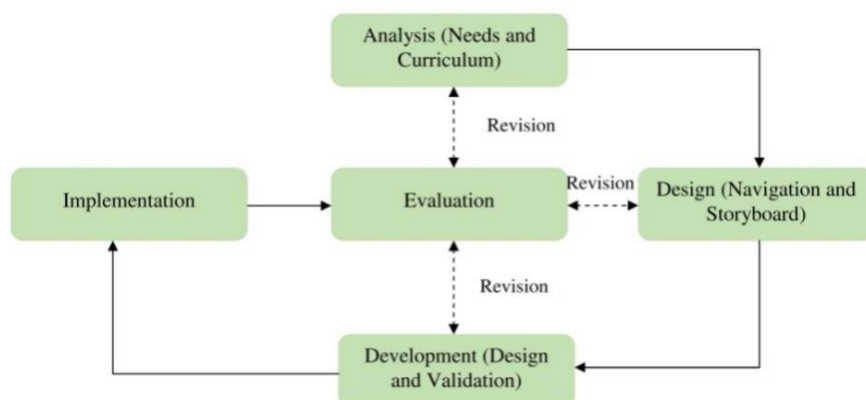 Analysis (Needs and
Curriculum)
Revision
Implementation
Evaluation
Revision
Design (Navigation and
Storyboard)
Revision
Development (Design
and Validation)